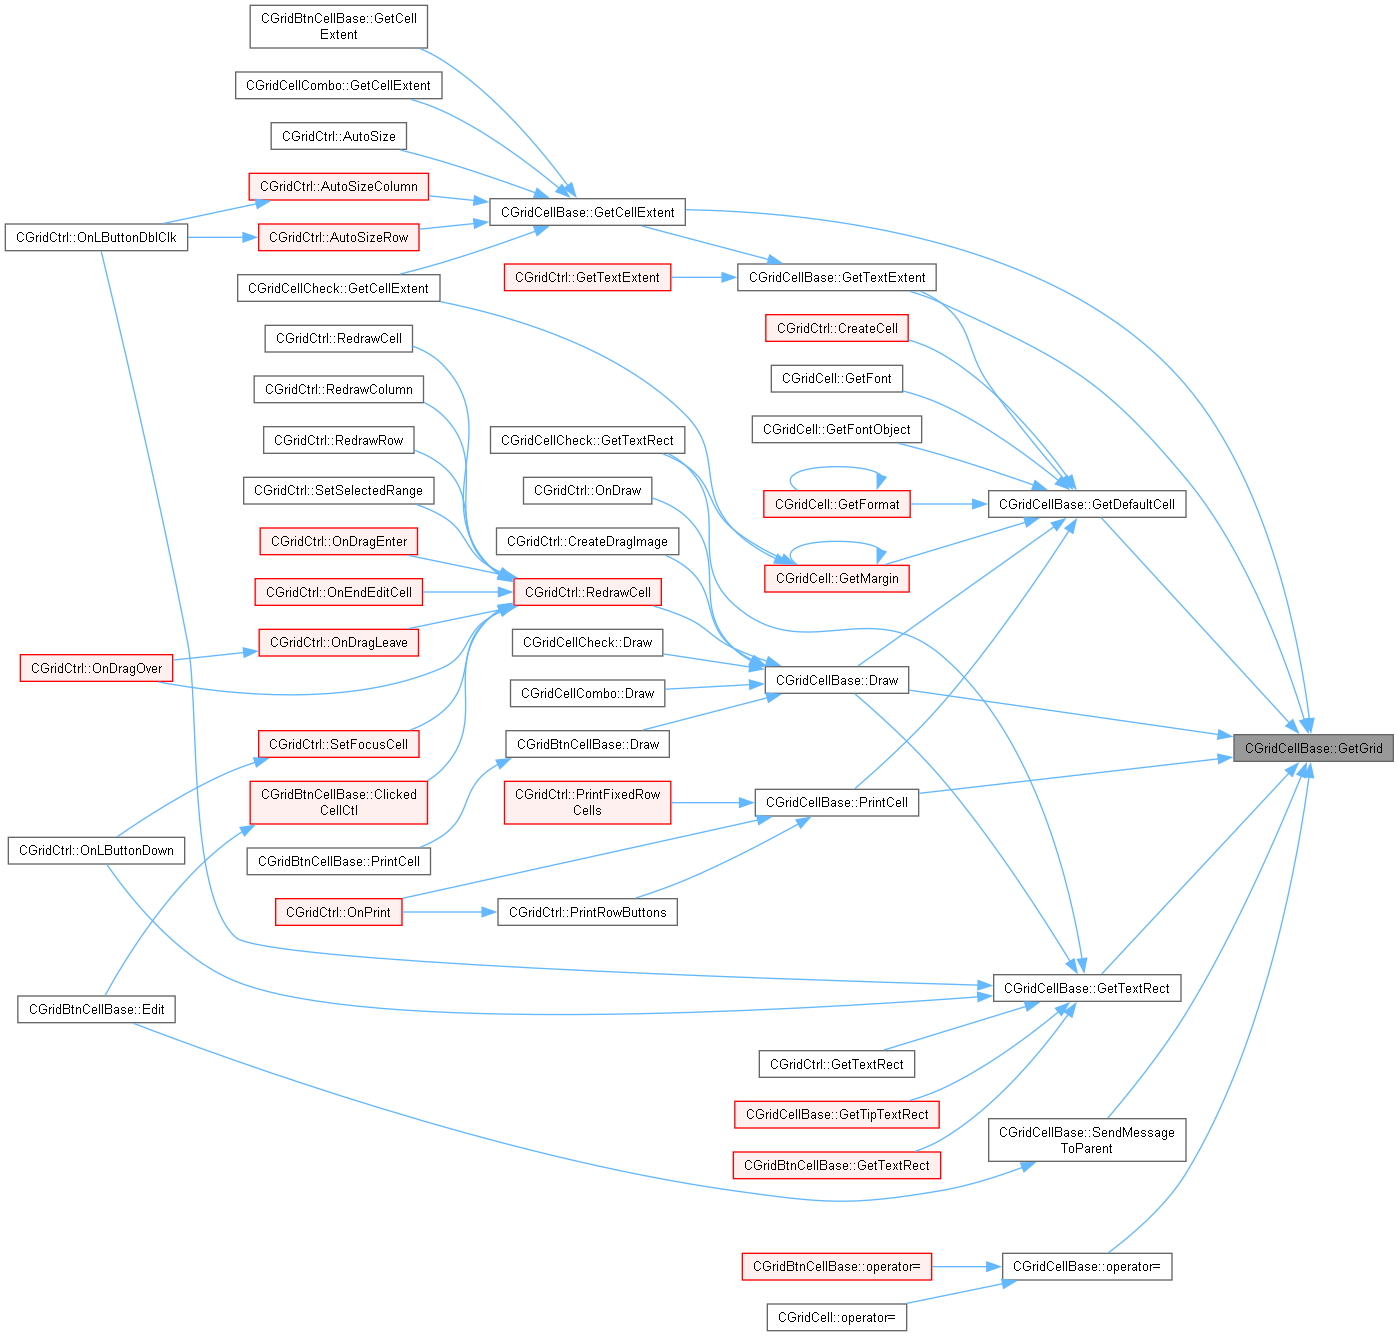 CGridBtnCellBase::GetCell
Extent
CGridCellCombo::GetCellExtent
CGridCtrl::AutoSize
CGridCtrl::AutoSizeColumn
CGridCellBase::GetCellExtent
CGridCtrl::OnLButtonDblClk
CGridCtrl::AutoSizeRow
CGridCtrl::GetTextExtent
CGridCellBase::GetTextExtent
CGridCellCheck::GetCellExtent
CGridCtrl::CreateCell
CGridCtrl::RedrawCell
CGridCell::GetFont
CGridCtrl::RedrawColumn
CGridCell::GetFontObject
CGridCtrl::RedrawRow
CGridCellCheck::GetTextRect
CGridCtrl::SetSelectedRange
CGridCtrl::OnDraw
CGridCell::GetFormat
CGridCellBase::GetDefaultCell
CGridCtrl::OnDragEnter
CGridCtrl::CreateDragImage
CGridCell::GetMargin
CGridCtrl::OnEndEditCell
CGridCtrl::RedrawCell
CGridCtrl::OnDragLeave
CGridCellCheck::Draw
CGridCtrl::OnDragOver
CGridCellBase::Draw
CGridCellCombo::Draw
CGridCtrl::SetFocusCell
CGridBtnCellBase::Draw
CGridCellBase::GetGrid
CGridBtnCellBase::Clicked
CellCtl
CGridCtrl::PrintFixedRow
Cells
CGridCellBase::PrintCell
CGridCtrl::OnLButtonDown
CGridBtnCellBase::PrintCell
CGridCtrl::OnPrint
CGridCtrl::PrintRowButtons
CGridCellBase::GetTextRect
CGridBtnCellBase::Edit
CGridCtrl::GetTextRect
CGridCellBase::GetTipTextRect
CGridCellBase::SendMessage
ToParent
CGridBtnCellBase::GetTextRect
CGridBtnCellBase::operator=
CGridCellBase::operator=
CGridCell::operator=